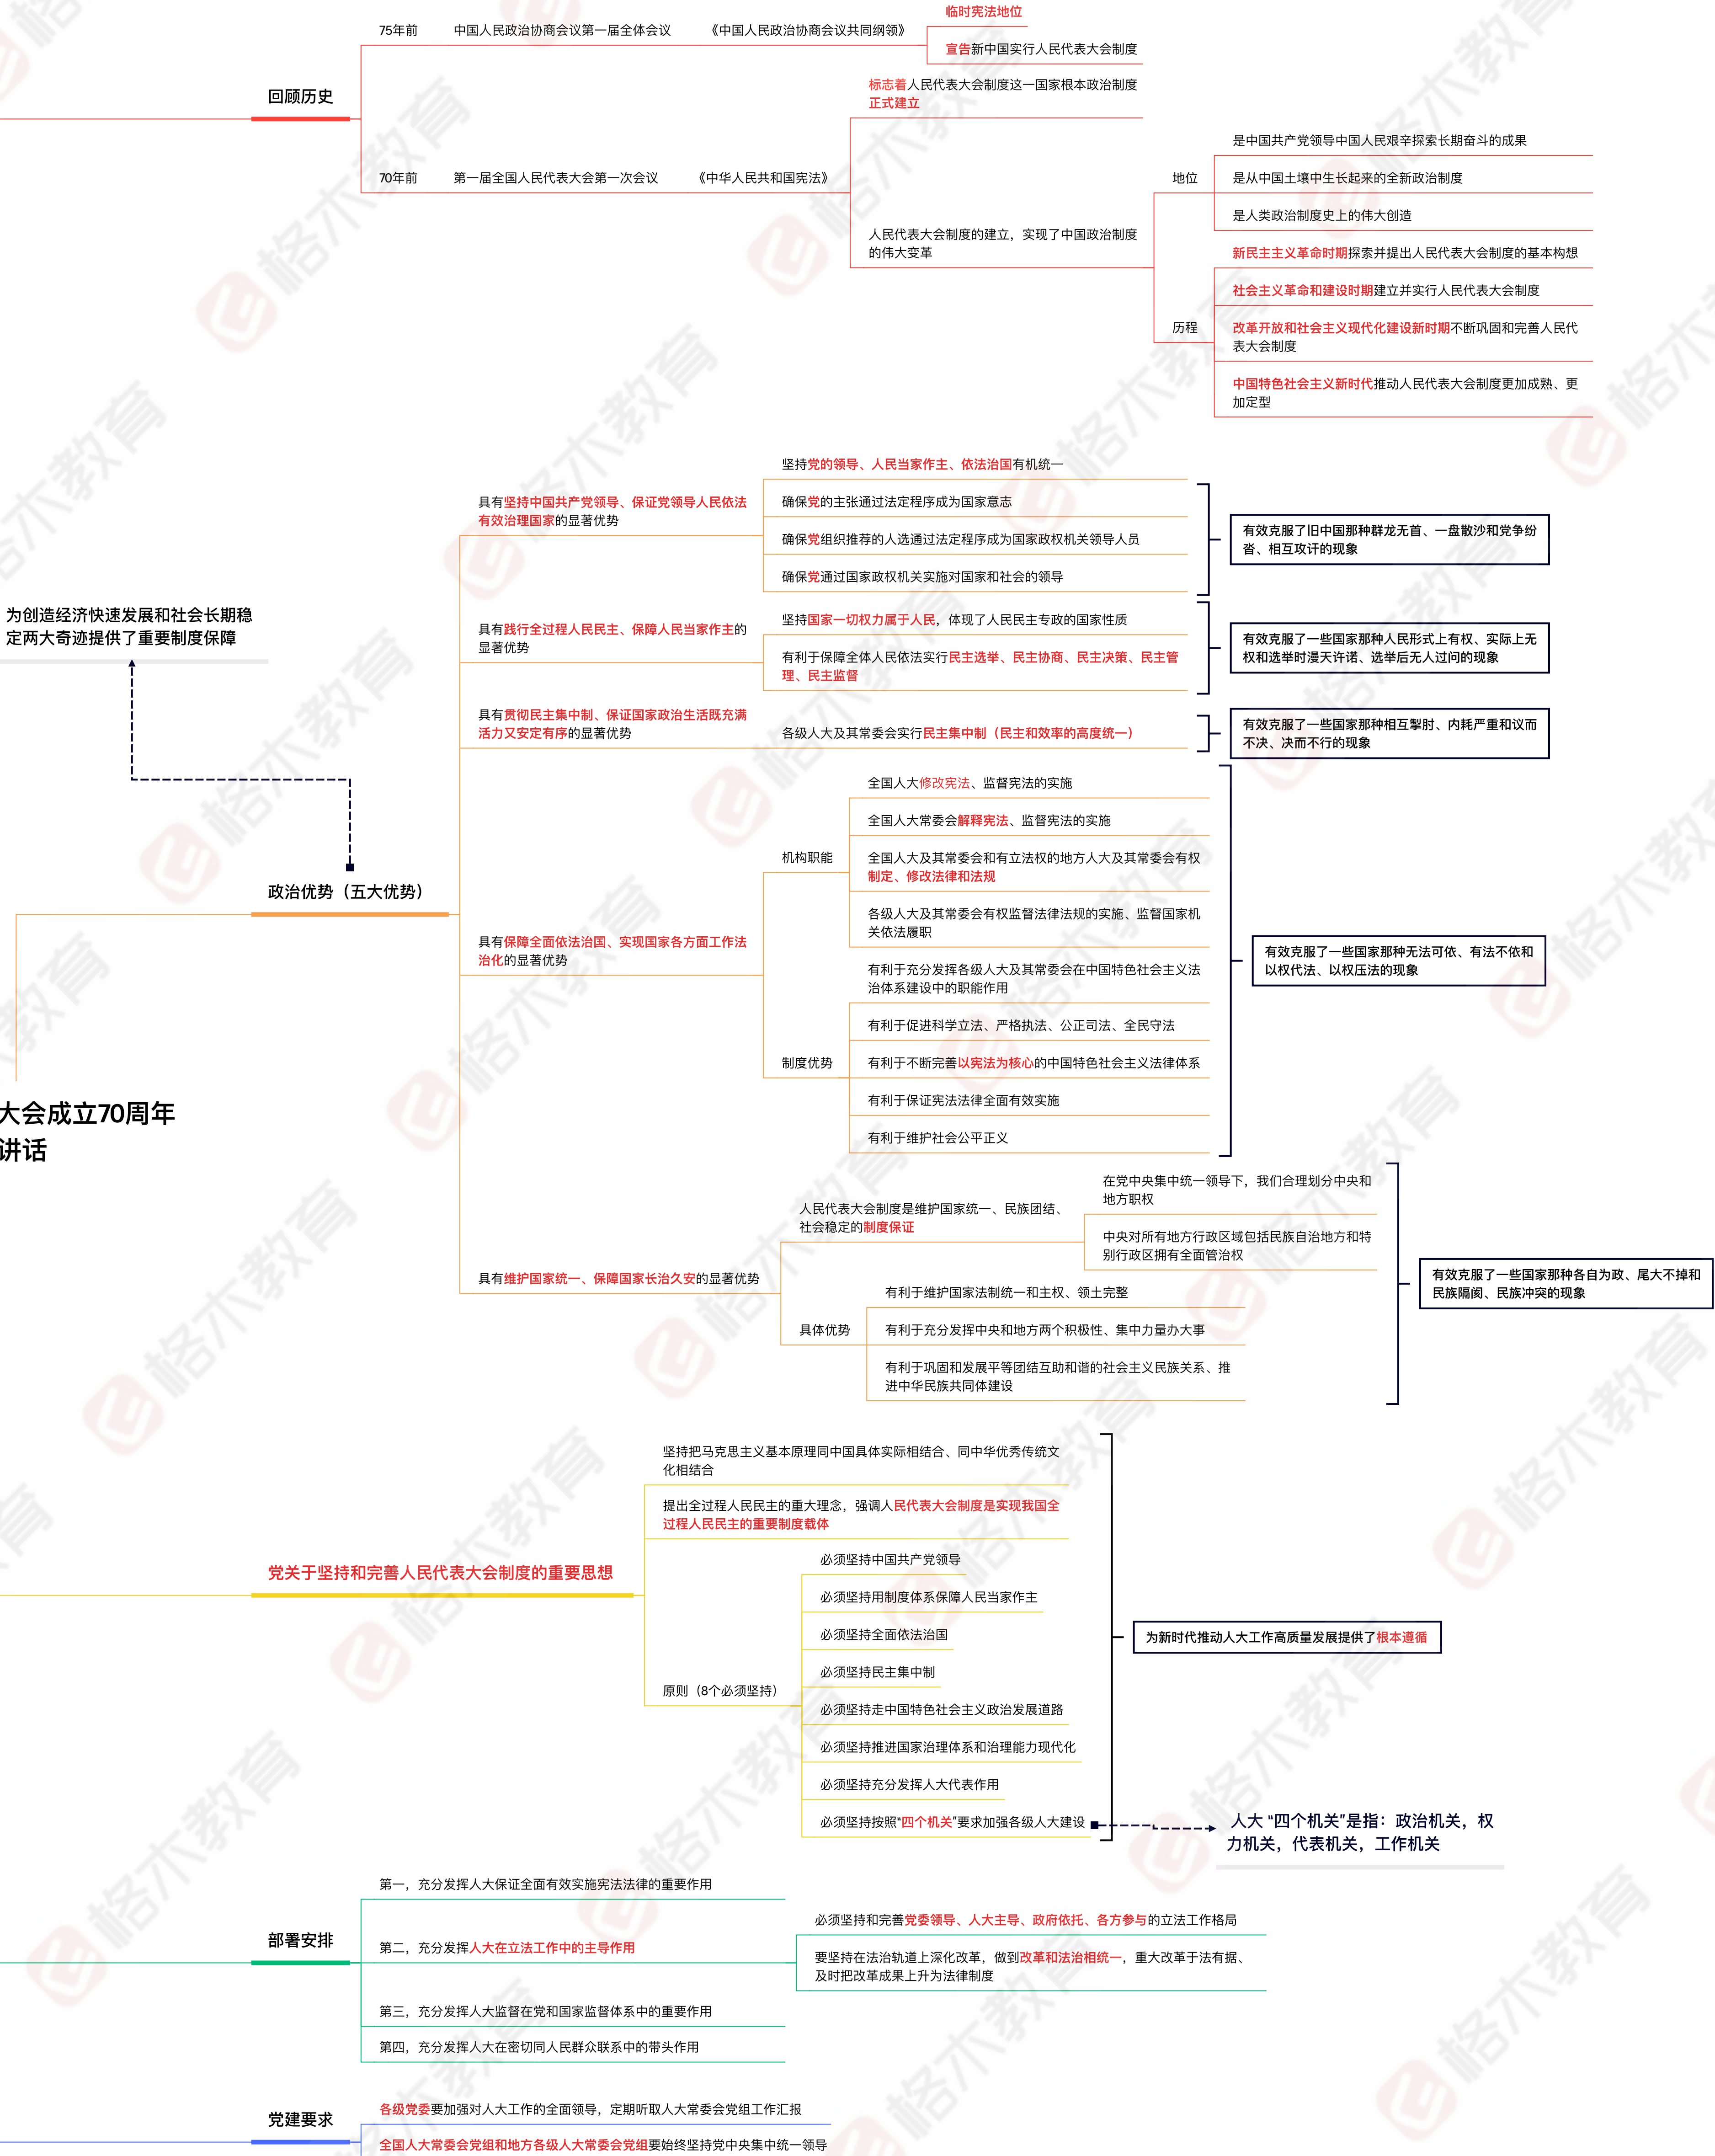 临时宪法地位
75年前
中国人民政治协商会议第一届全体会议
《中国人民政治协商会议共同纲领》
宣告新中国实行人民代表大会制度
回顾历史
标志着人民代表大会制度这一国家根本政治制度
正式建立
70年前
第一届全国人民代表大会第一次会议
《中华人民共和国宪法》
人民代表大会制度的建立，实现了中国政治制度
的伟大变革
地位
是中国共产党领导中国人民艰辛探索长期奋斗的成果
是从中国土壤中生长起来的全新政治制度
是人类政治制度史上的伟大创造
历程
新民主主义革命时期探索并提出人民代表大会制度的基本构想
社会主义革命和建设时期建立并实行人民代表大会制度
改革开放和社会主义现代化建设新时期不断巩固和完善人民代
表大会制度
中国特色社会主义新时代推动人民代表大会制度更加成熟、更
加定型
为创造经济快速发展和社会长期稳
定两大奇迹提供了重要制度保障
政治优势（五大优势）
具有坚持中国共产党领导、保证党领导人民依法
有效治理国家的显著优势
坚持党的领导、人民当家作主、依法治国有机统一
确保党的主张通过法定程序成为国家意志
确保党组织推荐的人选通过法定程序成为国家政权机关领导人员
确保党通过国家政权机关实施对国家和社会的领导
有效克服了旧中国那种群龙无首、一盘散沙和党争纷
沓、相互攻讦的现象
具有践行全过程人民民主、保障人民当家作主的
显著优势
坚持国家一切权力属于人民，体现了人民民主专政的国家性质
有利于保障全体人民依法实行民主选举、民主协商、民主决策、民主管
理、民主监督
有效克服了一些国家那种人民形式上有权、实际上无
权和选举时漫天许诺、选举后无人过问的现象
具有贯彻民主集中制、保证国家政治生活既充满
活力又安定有序的显著优势
各级人大及其常委会实行民主集中制（民主和效率的高度统一）
有效克服了一些国家那种相互掣肘、内耗严重和议而
不决、决而不行的现象
具有保障全面依法治国、实现国家各方面工作法
治化的显著优势
机构职能
全国人大修改宪法、监督宪法的实施
全国人大常委会解释宪法、监督宪法的实施
全国人大及其常委会和有立法权的地方人大及其常委会有权
制定、修改法律和法规
各级人大及其常委会有权监督法律法规的实施、监督国家机
关依法履职
制度优势
有利于充分发挥各级人大及其常委会在中国特色社会主义法
治体系建设中的职能作用
有利于促进科学立法、严格执法、公正司法、全民守法
有利于不断完善以宪法为核心的中国特色社会主义法律体系
有利于保证宪法法律全面有效实施
有利于维护社会公平正义
有效克服了一些国家那种无法可依、有法不依和
以权代法、以权压法的现象
大会成立70周年
讲话
具有维护国家统一、保障国家长治久安的显著优势
人民代表大会制度是维护国家统一、民族团结、
社会稳定的制度保证
在党中央集中统一领导下，我们合理划分中央和
地方职权
中央对所有地方行政区域包括民族自治地方和特
别行政区拥有全面管治权
具体优势
有利于维护国家法制统一和主权、领土完整
有利于充分发挥中央和地方两个积极性、集中力量办大事
有利于巩固和发展平等团结互助和谐的社会主义民族关系、推
进中华民族共同体建设
有效克服了一些国家那种各自为政、尾大不掉和
民族隔阂、民族冲突的现象
党关于坚持和完善人民代表大会制度的重要思想
坚持把马克思主义基本原理同中国具体实际相结合、同中华优秀传统文
化相结合
提出全过程人民民主的重大理念，强调人民代表大会制度是实现我国全
过程人民民主的重要制度载体
原则（8个必须坚持）
必须坚持中国共产党领导
必须坚持用制度体系保障人民当家作主
必须坚持全面依法治国
必须坚持民主集中制
必须坚持走中国特色社会主义政治发展道路
必须坚持推进国家治理体系和治理能力现代化
必须坚持充分发挥人大代表作用
必须坚持按照“四个机关”要求加强各级人大建设
为新时代推动人大工作高质量发展提供了根本遵循
人大 “四个机关”是指：政治机关，权
力机关，代表机关，工作机关
部署安排
第一，充分发挥人大保证全面有效实施宪法法律的重要作用
第二，充分发挥人大在立法工作中的主导作用
必须坚持和完善党委领导、人大主导、政府依托、各方参与的立法工作格局
要坚持在法治轨道上深化改革，做到改革和法治相统一，重大改革于法有据、
及时把改革成果上升为法律制度
第三，充分发挥人大监督在党和国家监督体系中的重要作用
第四，充分发挥人大在密切同人民群众联系中的带头作用
党建要求
各级党委要加强对人大工作的全面领导，定期听取人大常委会党组工作汇报
全国人大常委会党组和地方各级人大常委会党组要始终坚持党中央集中统一领导
格木教育